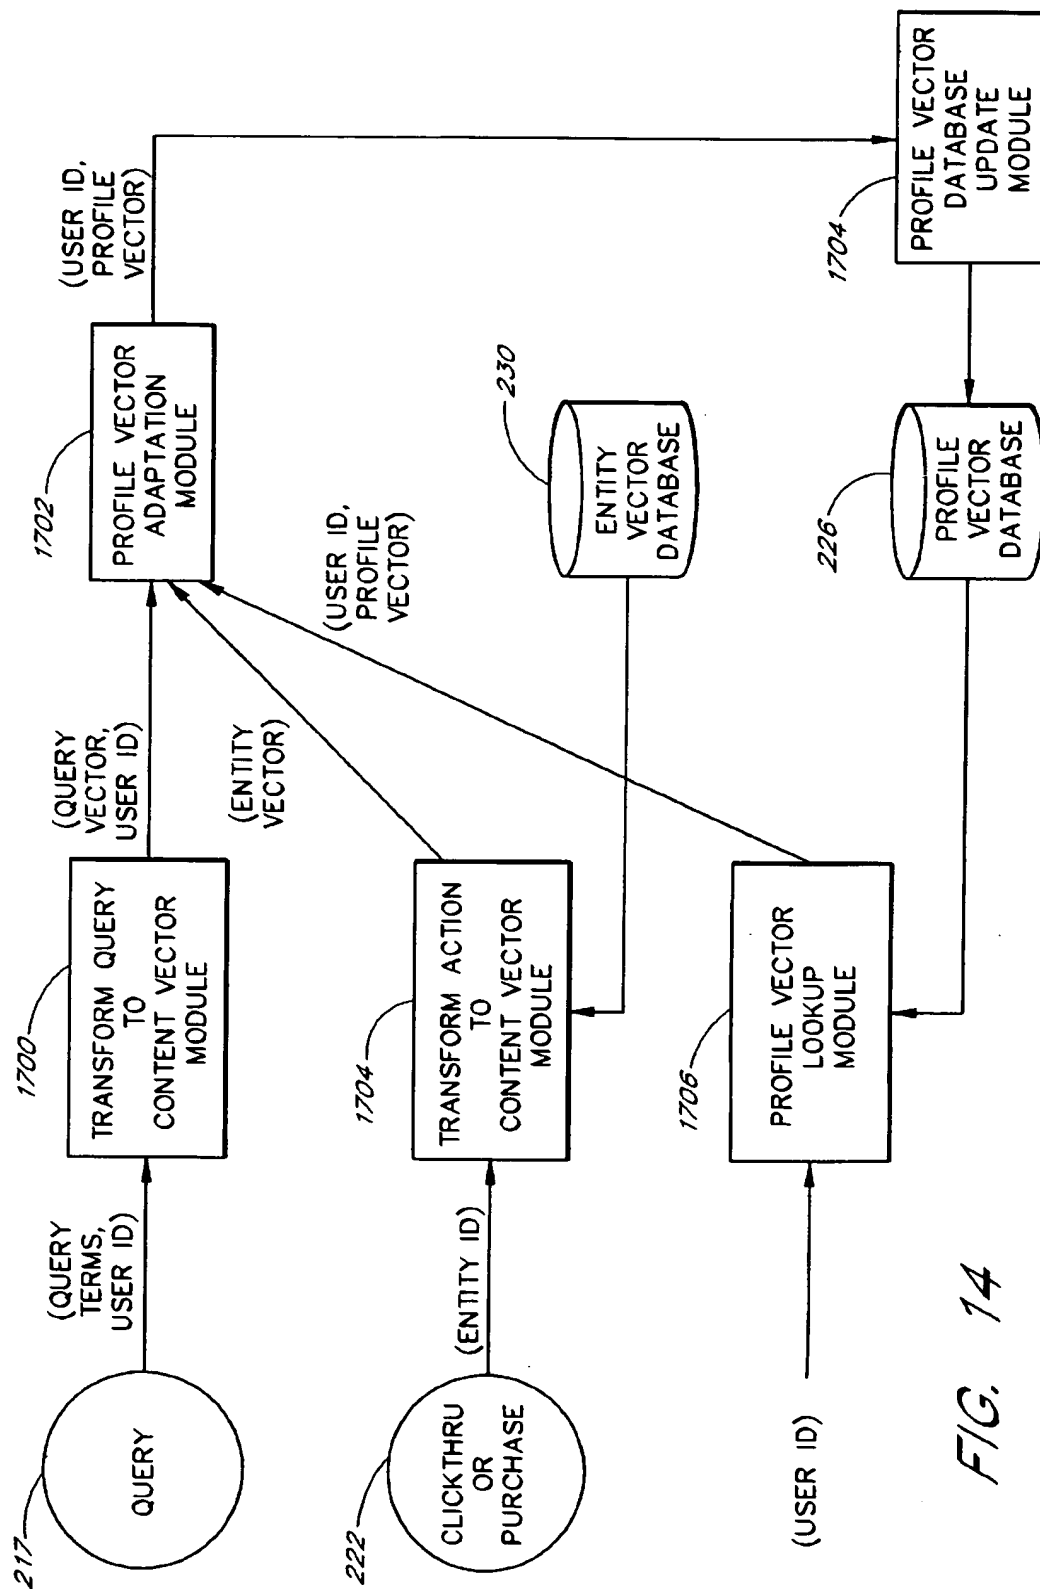 217
QUERY
(QUERY
TERMS,
USER ID)
1700
TRANSFORM QUERY
TO
CONTENT VECTOR
MODULE
(QUERY
VECTOR,
USER ID)
1702
PROFILE VECTOR
ADAPTATION
MODULE
(USER ID,
PROFILE
VECTOR)
222
CLICKTHRU
OR
PURCHASE
(ENTITY ID)
1704
TRANSFORM ACTION
TO
CONTENT VECTOR
MODULE
(ENTITY
VECTOR)
(USER ID,
PROFILE
VECTOR)
230
ENTITY
VECTOR
DATABASE
(USER ID)
1706
PROFILE VECTOR
LOOKUP
MODULE
226
PROFILE
VECTOR
DATABASE
1704
PROFILE VECTOR
DATABASE
UPDATE
MODULE
FIG. 14